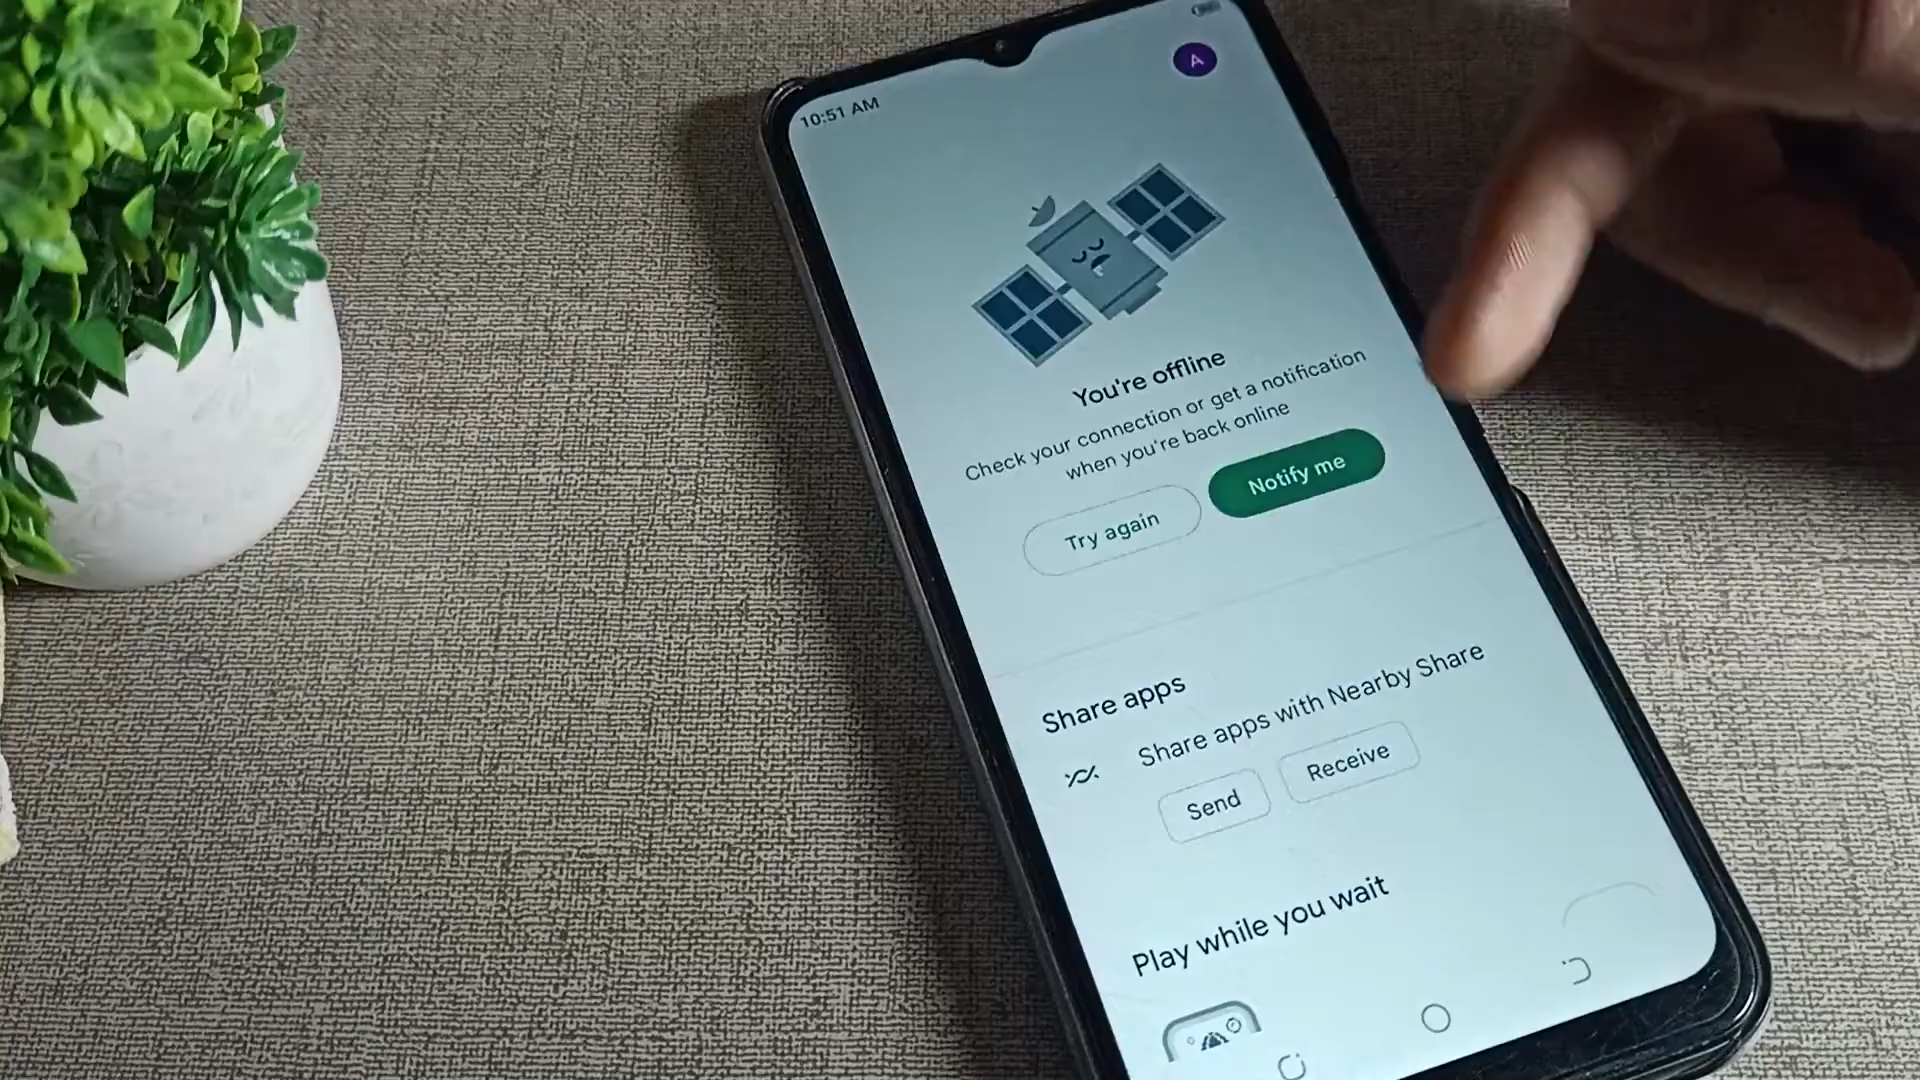 10:51 AM
A
You're offline
Check your connection or get a notification
when you're back online
Try again
Notify me
Share apps
Share apps with Nearby Share
Send
Receive
Play while you wait